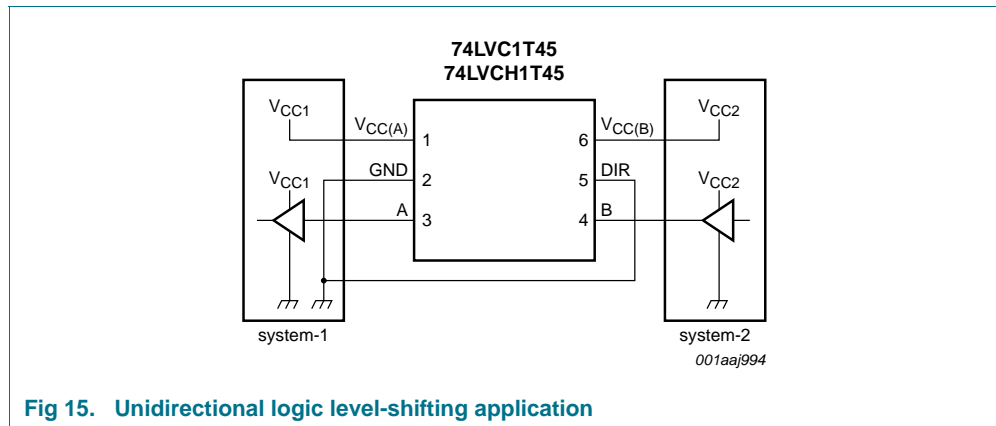 74LVC1T45
74LVCH1T45
VCC1
VCC(A)
1
6
VCC(B)
VCC2
GND
2
5
DIR
VCC1
VCC2
A
3
4
B
system-1
system-2
001aaj994
Fig 15. Unidirectional logic level-shifting application